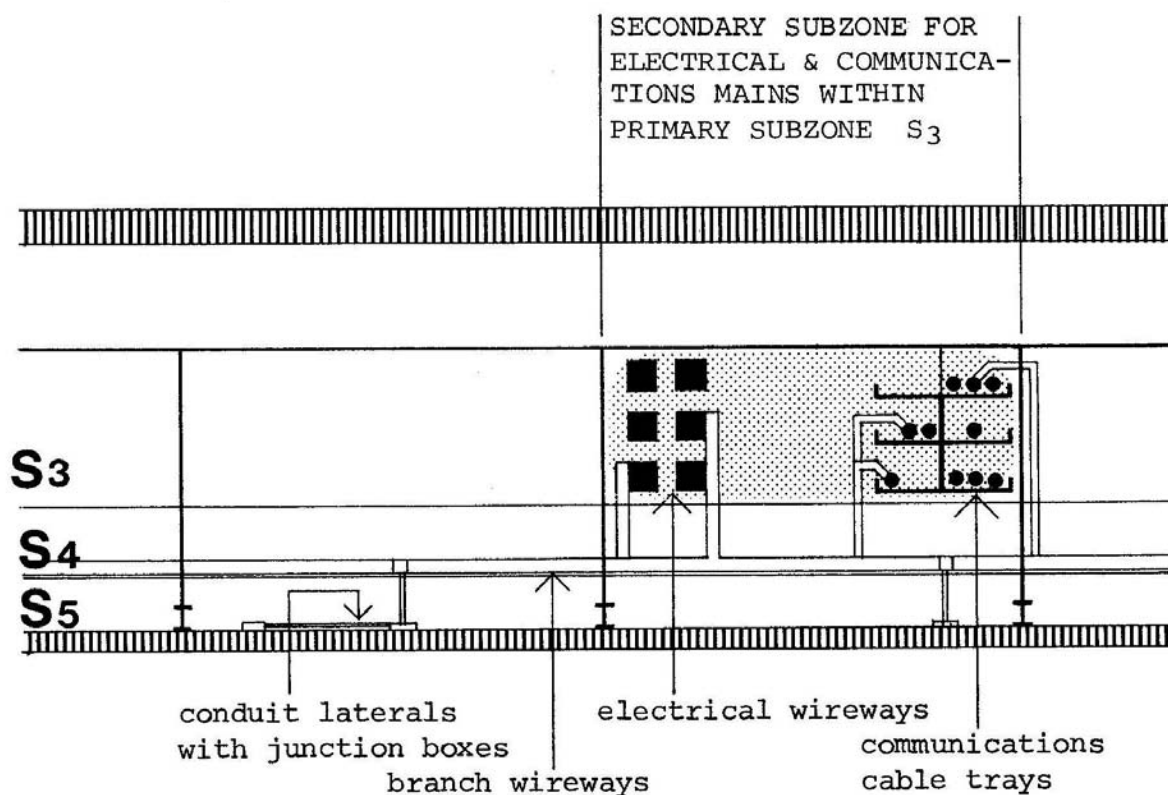 SECONDARY SUBZONE FOR
ELECTRICAL & COMMUNICA-
TIONS MAINS WITHIN
PRIMARY SUBZONE S3
S3
S4
S5
conduit laterals
with junction boxes
branch wireways
electrical wireways
communications
cable trays